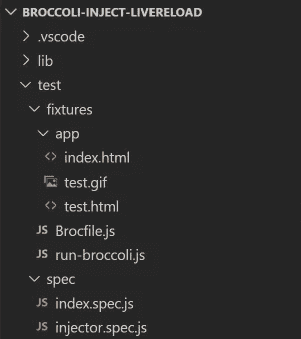 BROCCOLI-INJECT-LIVERELOAD
.vscode
lib
test
fixtures
app
<> index.html
test.gif
<> test.html
JS Brocfile.js
JS run-broccoli.js
spec
JS index.spec.js
JS injector.spec.js